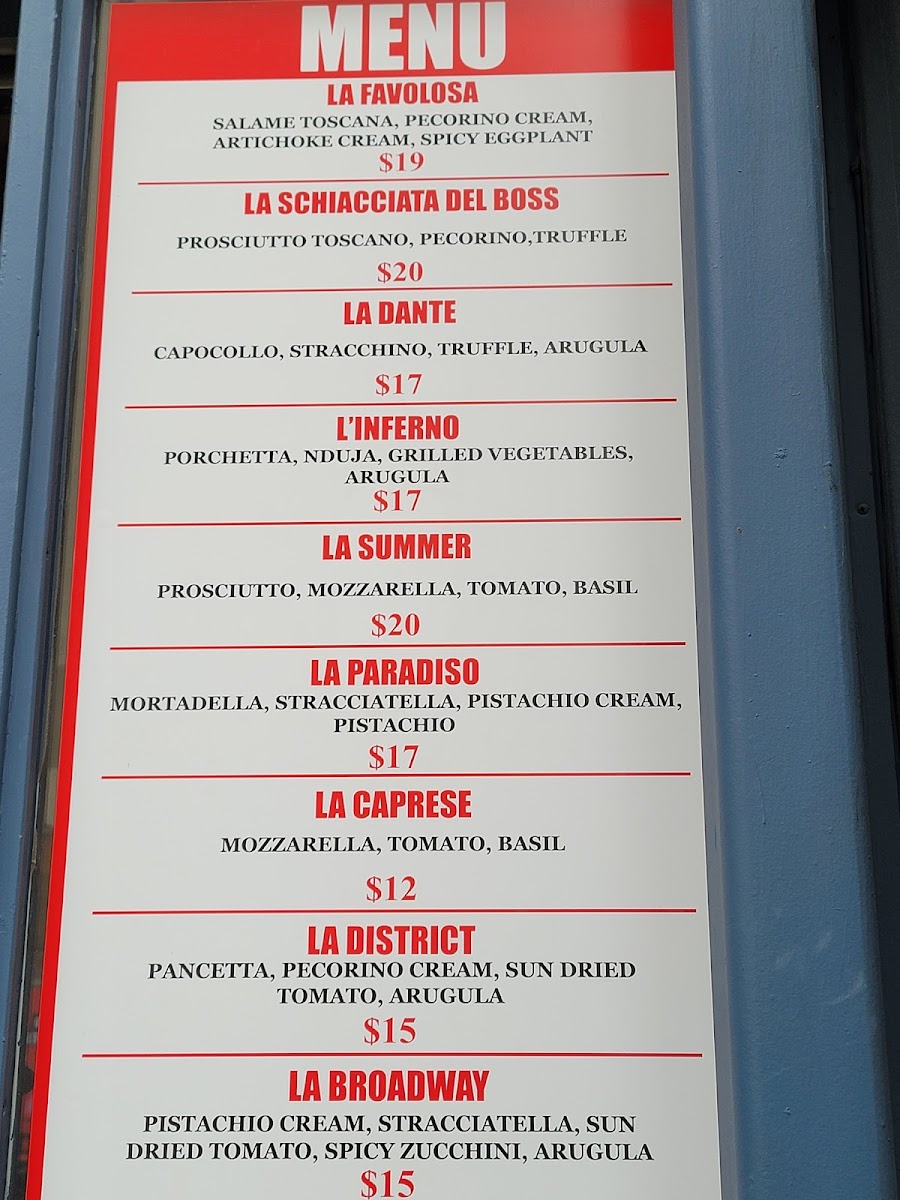 MENU
LA FAVOLOSA
SALAME TOSCANA, PECORINO CREAM,
ARTICHOKE CREAM, SPICY EGGPLANT
$19
LA SCHIACCIATA DEL BOSS
PROSCIUTTO TOSCANO, PECORINO,TRUFFLE
$20
LA DANTE
CAPOCOLLO, STRACCHINO, TRUFFLE, ARUGULA
$17
L'INFERNO
PORCHETTA, NDUJA, GRILLED VEGETABLES,
ARUGULA
$17
LA SUMMER
PROSCIUTTO, MOZZARELLA, TOMATO, BASIL
$20
LA PARADISO
MORTADELLA, STRACCIATELLA, PISTACHIO CREAM,
PISTACHIO
$17
LA CAPRESE
MOZZARELLA, TOMATO, BASIL
$12
LA DISTRICT
PANCETTA, PECORINO CREAM, SUN DRIED
TOMATO, ARUGULA
$15
LA BROADWAY
PISTACHIO CREAM, STRACCIATELLA, SUN
DRIED TOMATO, SPICY ZUCCHINI, ARUGULA
$15